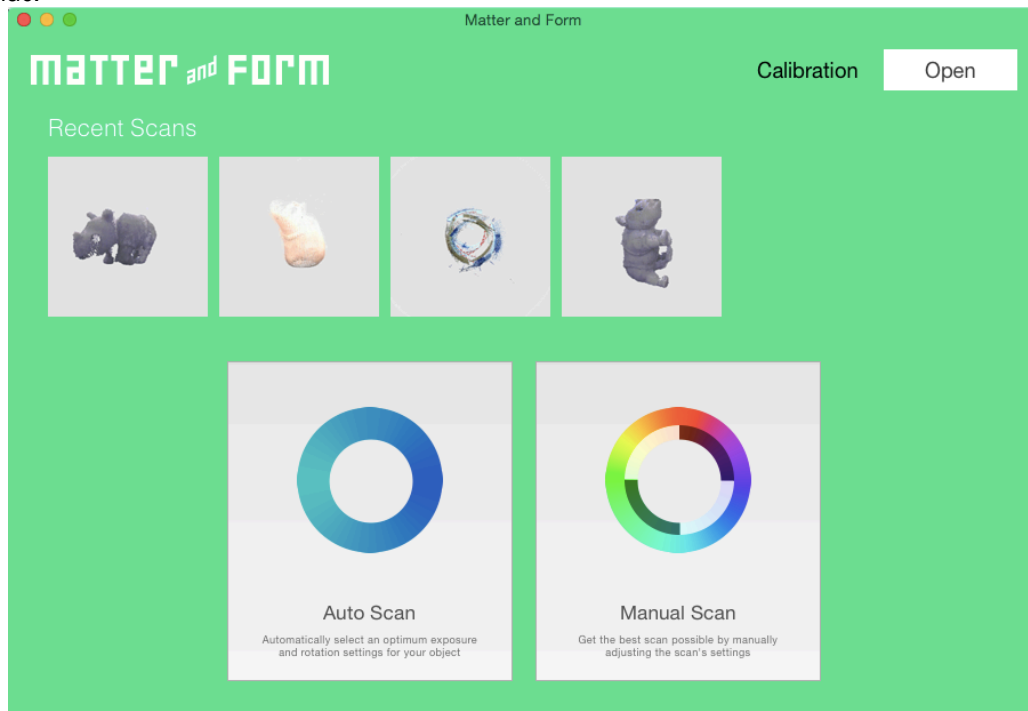 Matter and Form
matter and form
Calibration
Open
Recent Scans
Auto Scan
Automatically select an optimum exposure
and rotation settings for your object
Manual Scan
Get the best scan possible by manually
adjusting the scan's settings